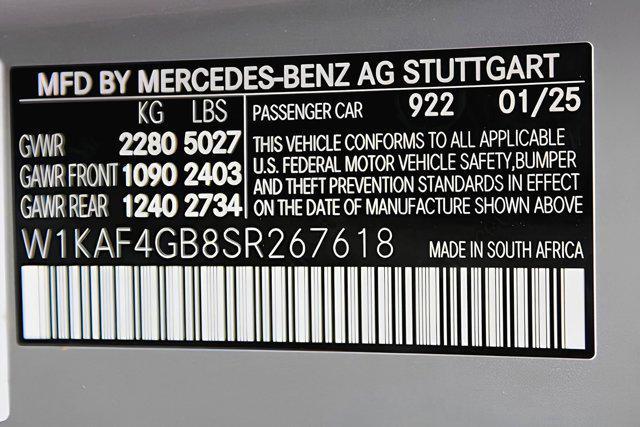 MFD BY MERCEDES-BENZ AG STUTTGART
KG LBS
GVWR 2280 5027
GAWR FRONT 1090 2403
GAWR REAR 1240 2734
PASSENGER CAR 922 01/25
THIS VEHICLE CONFORMS TO ALL APPLICABLE
U.S. FEDERAL MOTOR VEHICLE SAFETY,BUMPER
AND THEFT PREVENTION STANDARDS IN EFFECT
ON THE DATE OF MANUFACTURE SHOWN ABOVE
W1KAF4GB8SR267618 MADE IN SOUTH AFRICA